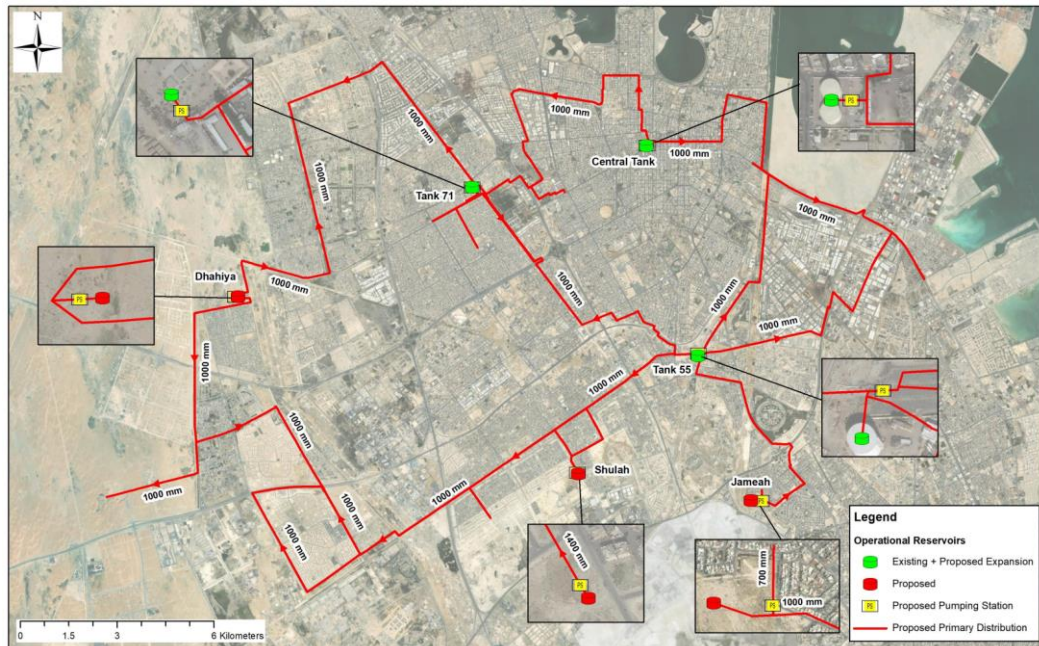 N
1000 mm
1000 mm
Central Tank
1000 mm
Tank 71
1000 mm
1000 mm
Dhahiya
1000 mm
1000 mm
1000 mm
1000 mm
1000 mm
Tank 55
1000 mm
1000 mm
1000 mm
1000 mm
1000 mm
1000 mm
1000 mm
Shulah
Jameah
PS
PS
PS
PS
PS
1400 mm
PS
700 mm
PS
1000 mm
Legend
Operational Reservoirs
Existing + Proposed Expansion
Proposed
PS Proposed Pumping Station
Proposed Primary Distribution
0 1.5 3 6 Kilometers